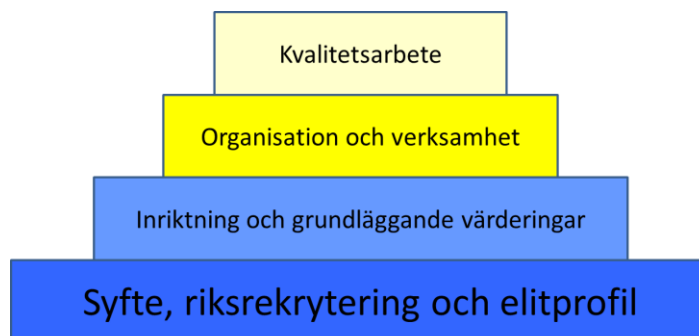 Kvalitetsarbete
Organisation och verksamhet
Inriktning och grundläggande värderingar
Syfte, riksrekrytering och elitprofil